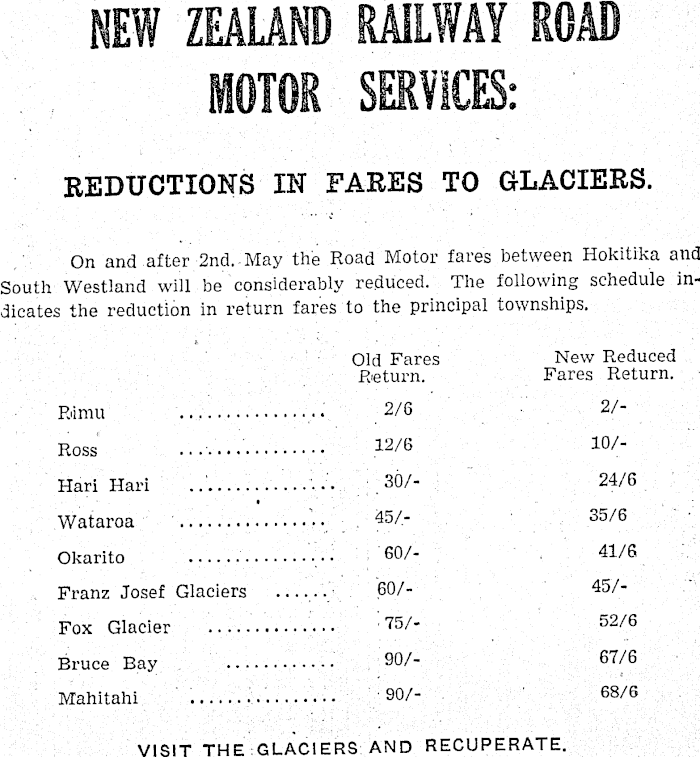 NEW ZEALAND RAILWAY ROAD
MOTOR SERVICES:
REDUCTIONS IN FARES TO GLACIERS.
On and after 2nd. May the Road Motor fares between Hokitika and
South Westland will be considerably reduced. The following schedule in-
dicates the reduction in return fares to the principal townships.
Old Fares New Reduced
Return. Fares Return.
Rimu ................ 2/6 2/-
Ross ................ 12/6 10/-
Hari Hari ................ 30/- 24/6
Wataroa ................ 45/- 35/6
Okarito ................ 60/- 41/6
Franz Josef Glaciers ...... 60/- 45/-
Fox Glacier .............. 75/- 52/6
Bruce Bay ............ 90/- 67/6
Mahitahi ................ 90/- 68/6
VISIT THE GLACIERS AND RECUPERATE.